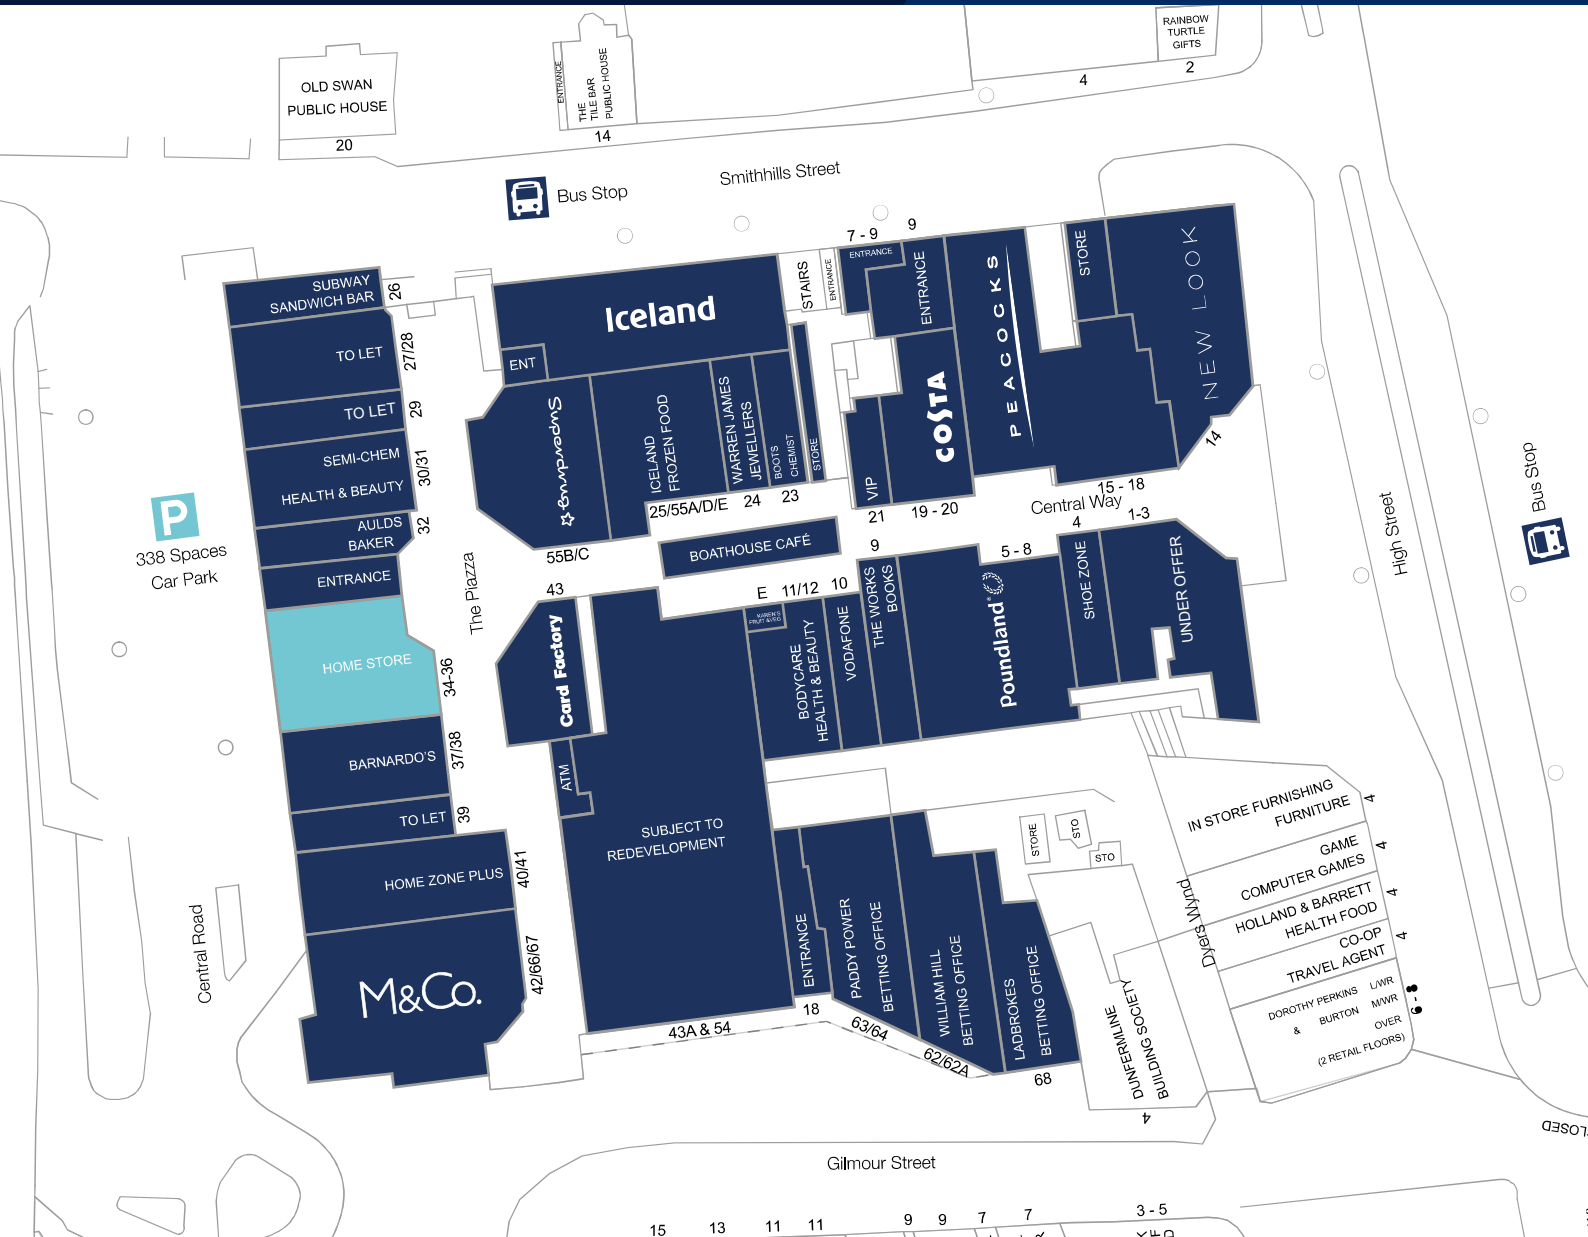 RAINBOW
TURTLE
GIFTS
2
4
OLD SWAN
PUBLIC HOUSE
20
ENTRANCE
THE
TILE BAR
PUBLIC HOUSE
14
Bus Stop
Smithhills Street
SUBWAY
SANDWICH BAR
26
TO LET
27/28
TO LET
29
SEMI-CHEM
HEALTH & BEAUTY
30/31
AULDS
BAKER
32
ENTRANCE
HOME STORE
34-36
BARNARDO'S
37/38
TO LET
39
HOME ZONE PLUS
40/41
M&Co.
42/66/67
P
338 Spaces
Car Park
The Piazza
Central Road
Iceland
ENT
STAIRS
ENTRANCE
7 - 9
ENTRANCE
9
ENTRANCE
PEACOCKS
STORE
NEW LOOK
14
Superdrug
55B/C
ICELAND
FROZEN FOOD
25/55A/D/E
WARREN JAMES
JEWELLERS
24
BOOTS
CHEMIST
23
STORE
VIP
21
COSTA
19 - 20
15 - 18
Central Way
BOATHOUSE CAFÉ
43
Card Factory
ATM
SUBJECT TO
REDEVELOPMENT
43A & 54
E
KAREN'S
FRUIT & VEG
11/12
BODYCARE
HEALTH & BEAUTY
10
VODAFONE
9
THE WORKS
BOOKS
5 - 8
Poundland
4
SHOE ZONE
1-3
UNDER OFFER
High Street
Bus Stop
ENTRANCE
18
PADDY POWER
BETTING OFFICE
63/64
WILLIAM HILL
BETTING OFFICE
62/62A
LADBROKES
BETTING OFFICE
68
STORE
STO
STO
DUNFERMLINE
BUILDING SOCIETY
4
Dyers Wynd
IN STORE FURNISHING
FURNITURE
4
GAME
COMPUTER GAMES
4
HOLLAND & BARRETT
HEALTH FOOD
4
CO-OP
TRAVEL AGENT
4
DOROTHY PERKINS L/WR
& BURTON M/WR
OVER
(2 RETAIL FLOORS)
6 - 8
Gilmour Street
15
13
11
11
9
9
7
7
3 - 5